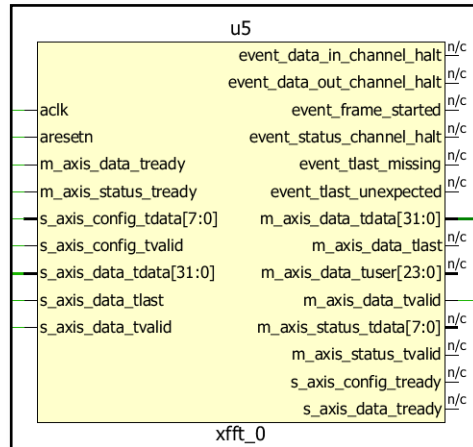 u5
event_data_in_channel_halt n/c
event_data_out_channel_halt n/c
aclk event_frame_started n/c
aresetn event_status_channel_halt n/c
m_axis_data_tready event_tlast_missing n/c
m_axis_status_tready event_tlast_unexpected n/c
s_axis_config_tdata[7:0] m_axis_data_tdata[31:0]
s_axis_config_tvalid m_axis_data_tlast n/c
s_axis_data_tdata[31:0] m_axis_data_tuser[23:0] n/c
s_axis_data_tlast m_axis_data_tvalid
s_axis_data_tvalid m_axis_status_tdata[7:0] n/c
m_axis_status_tvalid n/c
s_axis_config_tready n/c
s_axis_data_tready n/c
xfft_0